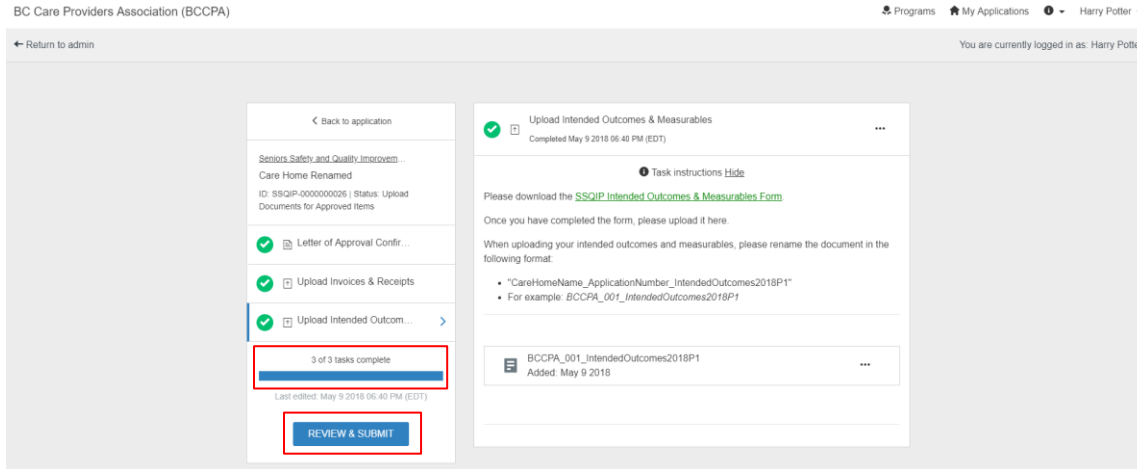 BC Care Providers Association (BCCPA)
Programs My Applications Harry Potter
Return to admin
You are currently logged in as: Harry Potte
Back to application
Seniors Safety and Quality Improvem...
Care Home Renamed
ID: SSQIP-0000000026 | Status: Upload
Documents for Approved Items
Letter of Approval Confir...
Upload Invoices & Receipts
Upload Intended Outcom...
3 of 3 tasks complete
Last edited: May 9 2018 06:40 PM (EDT)
REVIEW & SUBMIT
Upload Intended Outcomes & Measurables
Completed May 9 2018 06:40 PM (EDT)
Task instructions Hide
Please download the SSQIP Intended Outcomes & Measurables Form.
Once you have completed the form, please upload it here.
When uploading your intended outcomes and measurables, please rename the document in the
following format:
• "CareHomeName_ApplicationNumber_IntendedOutcomes2018P1"
• For example: BCCPA_001_IntendedOutcomes2018P1
BCCPA_001_IntendedOutcomes2018P1
Added: May 9 2018